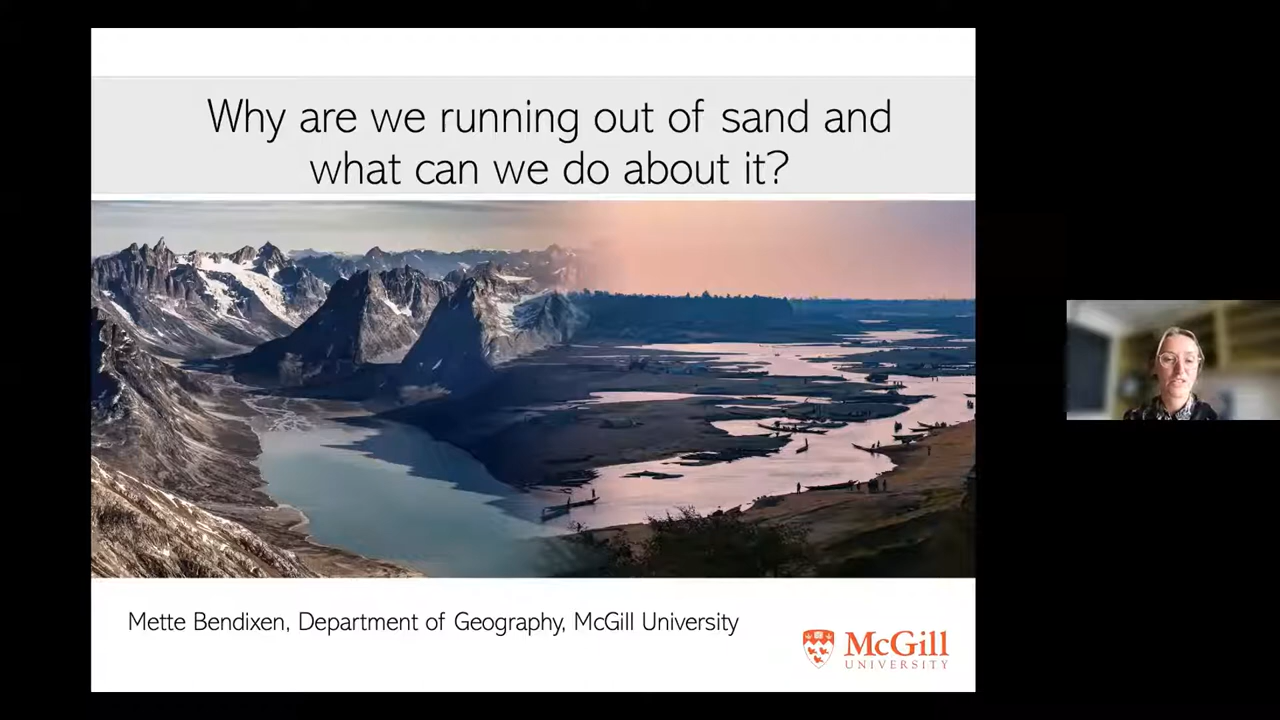 Why are we running out of sand and
what can we do about it?
Mette Bendixen, Department of Geography, McGill University
McGill
UNIVERSITY